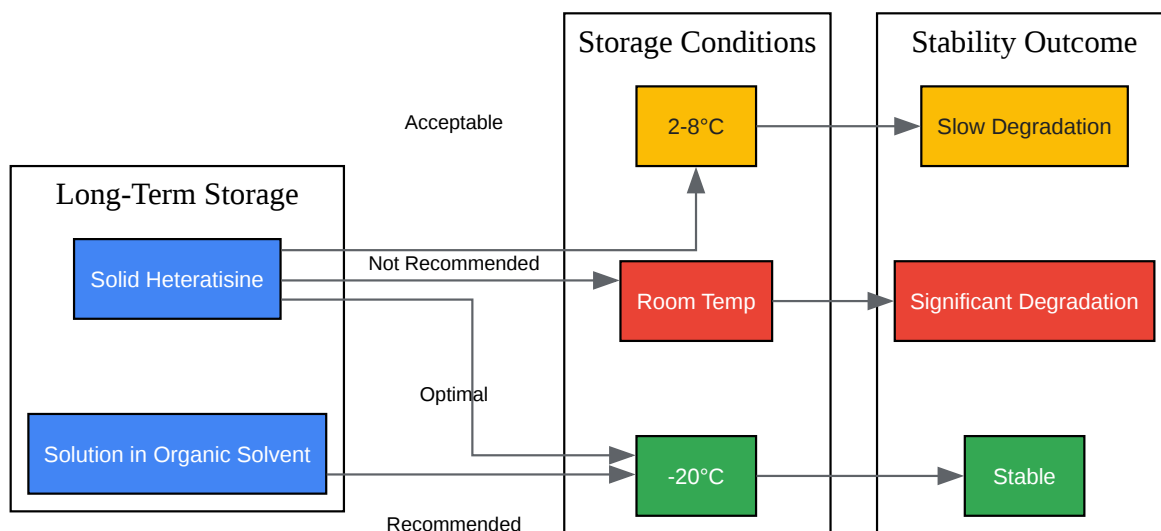 Storage Conditions
Stability Outcome
Acceptable
2-8°C
Slow Degradation
Long-Term Storage
Solid Heteratisine
Not Recommended
Room Temp
Significant Degradation
Optimal
Solution in Organic Solvent
-20°C
Stable
Recommended